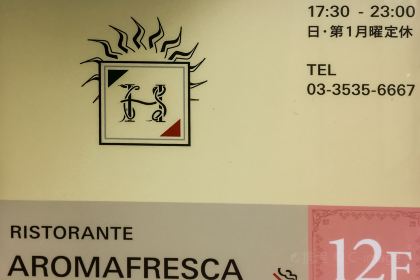 17:30 - 23:00
日・第1月曜定休
TEL
03-3535-6667
RISTORANTE
AROMAFRESCA
12F